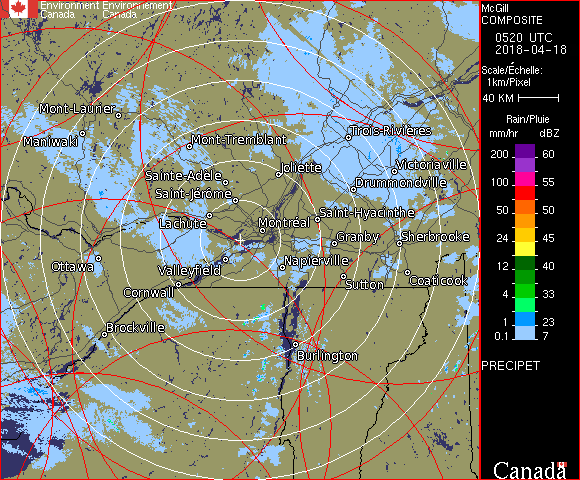 Environment Environnement
Canada Canada
McGill
COMPOSITE
0520 UTC
2018-04-18
Scale/Échelle:
1km/Pixel
40 KM
Rain/Pluie
mm/hr dBZ
200 60
100 55
50 50
24 45
12 40
4 33
1 23
0.1 7
PRECIPET
Canada
Mont-Laurier
Maniwaki
Mont-Tremblant
Trois-Rivières
Joliette
Victoriaville
Sainte-Adèle
Drummondville
Saint-Jérôme
Saint-Hyacinthe
Lachute
Montréal
Granby
Sherbrooke
Ottawa
Valleyfield
Napierville
Sutton
Coaticook
Cornwall
Brockville
Burlington